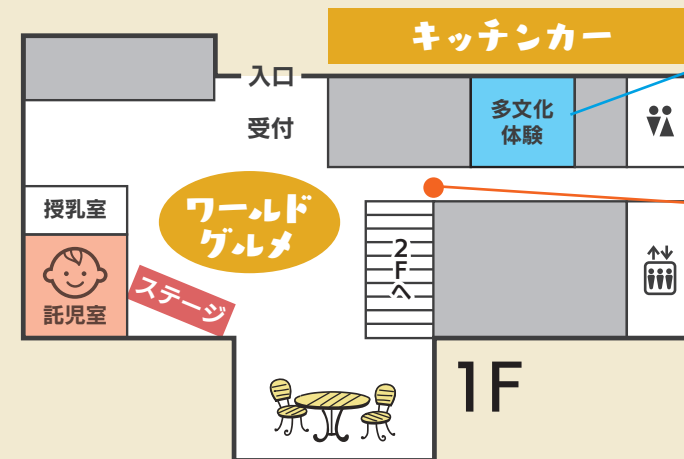 キッチンカー
入口
受付
多文化
体験
授乳室
ワールド
グルメ
2Fへ
託児室
ステージ
1F